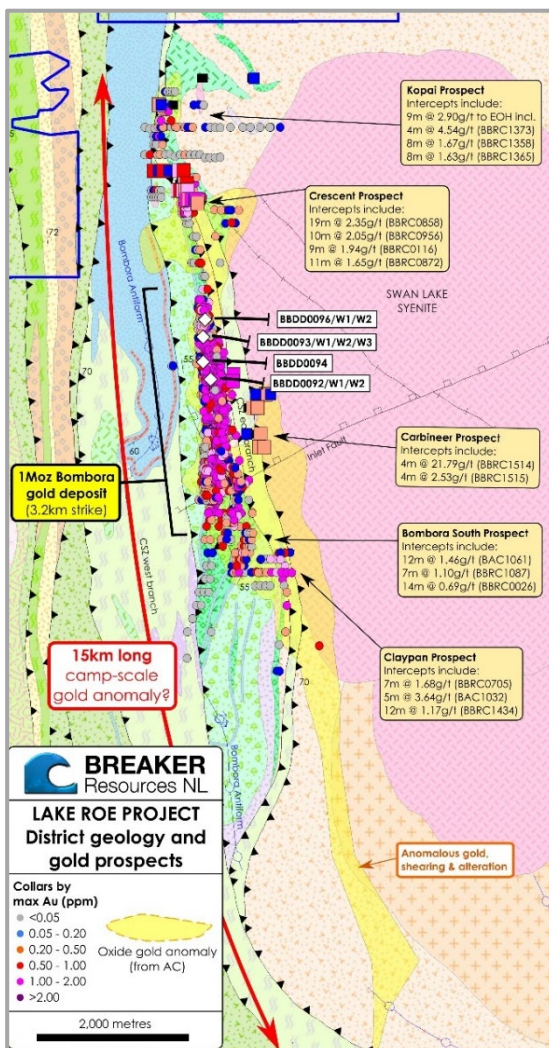 Kopai Prospect
Intercepts include:
9m @ 2.90g/t to EOH incl.
4m @ 4.54g/t (BBRC1373)
8m @ 1.67g/t (BBRC1358)
8m @ 1.63g/t (BBRC1365)
72
Crescent Prospect
Intercepts include:
19m @ 2.35g/t (BBRC0858)
10m @ 2.05g/t (BBRC0956)
9m @ 1.94g/t (BBRC0116)
11m @ 1.65g/t (BBRC0872)
Bombora Antiform
SWAN LAKE
SYENITE
BBDD0096/W1/W2
BBDD0093/W1/W2/W3
55
BBDD0094
BBDD0092/W1/W2
70
Inlet Fault
Carbineer Prospect
Intercepts include:
4m @ 21.79g/t (BBRC1514)
4m @ 2.53g/t (BBRC1515)
60
1Moz Bombora
gold deposit
(3.2km strike)
CSZ west branch
Bombora South Prospect
Intercepts include:
12m @ 1.46g/t (BAC1061)
7m @ 1.10g/t (BBRC1087)
14m @ 0.69g/t (BBRC0026)
55
15km long
camp-scale
gold anomaly?
Claypan Prospect
Intercepts include:
7m @ 1.68g/t (BBRC0705)
5m @ 3.64g/t (BAC1032)
12m @ 1.17g/t (BBRC1434)
70
Bombora Antiform
BREAKER
Resources NL
LAKE ROE PROJECT
District geology and
gold prospects
Anomalous gold,
shearing & alteration
Collars by
max Au (ppm)
<0.05
0.05 - 0.20
0.20 - 0.50
0.50 - 1.00
1.00 - 2.00
>2.00
Oxide gold anomaly
(from AC)
2,000 metres